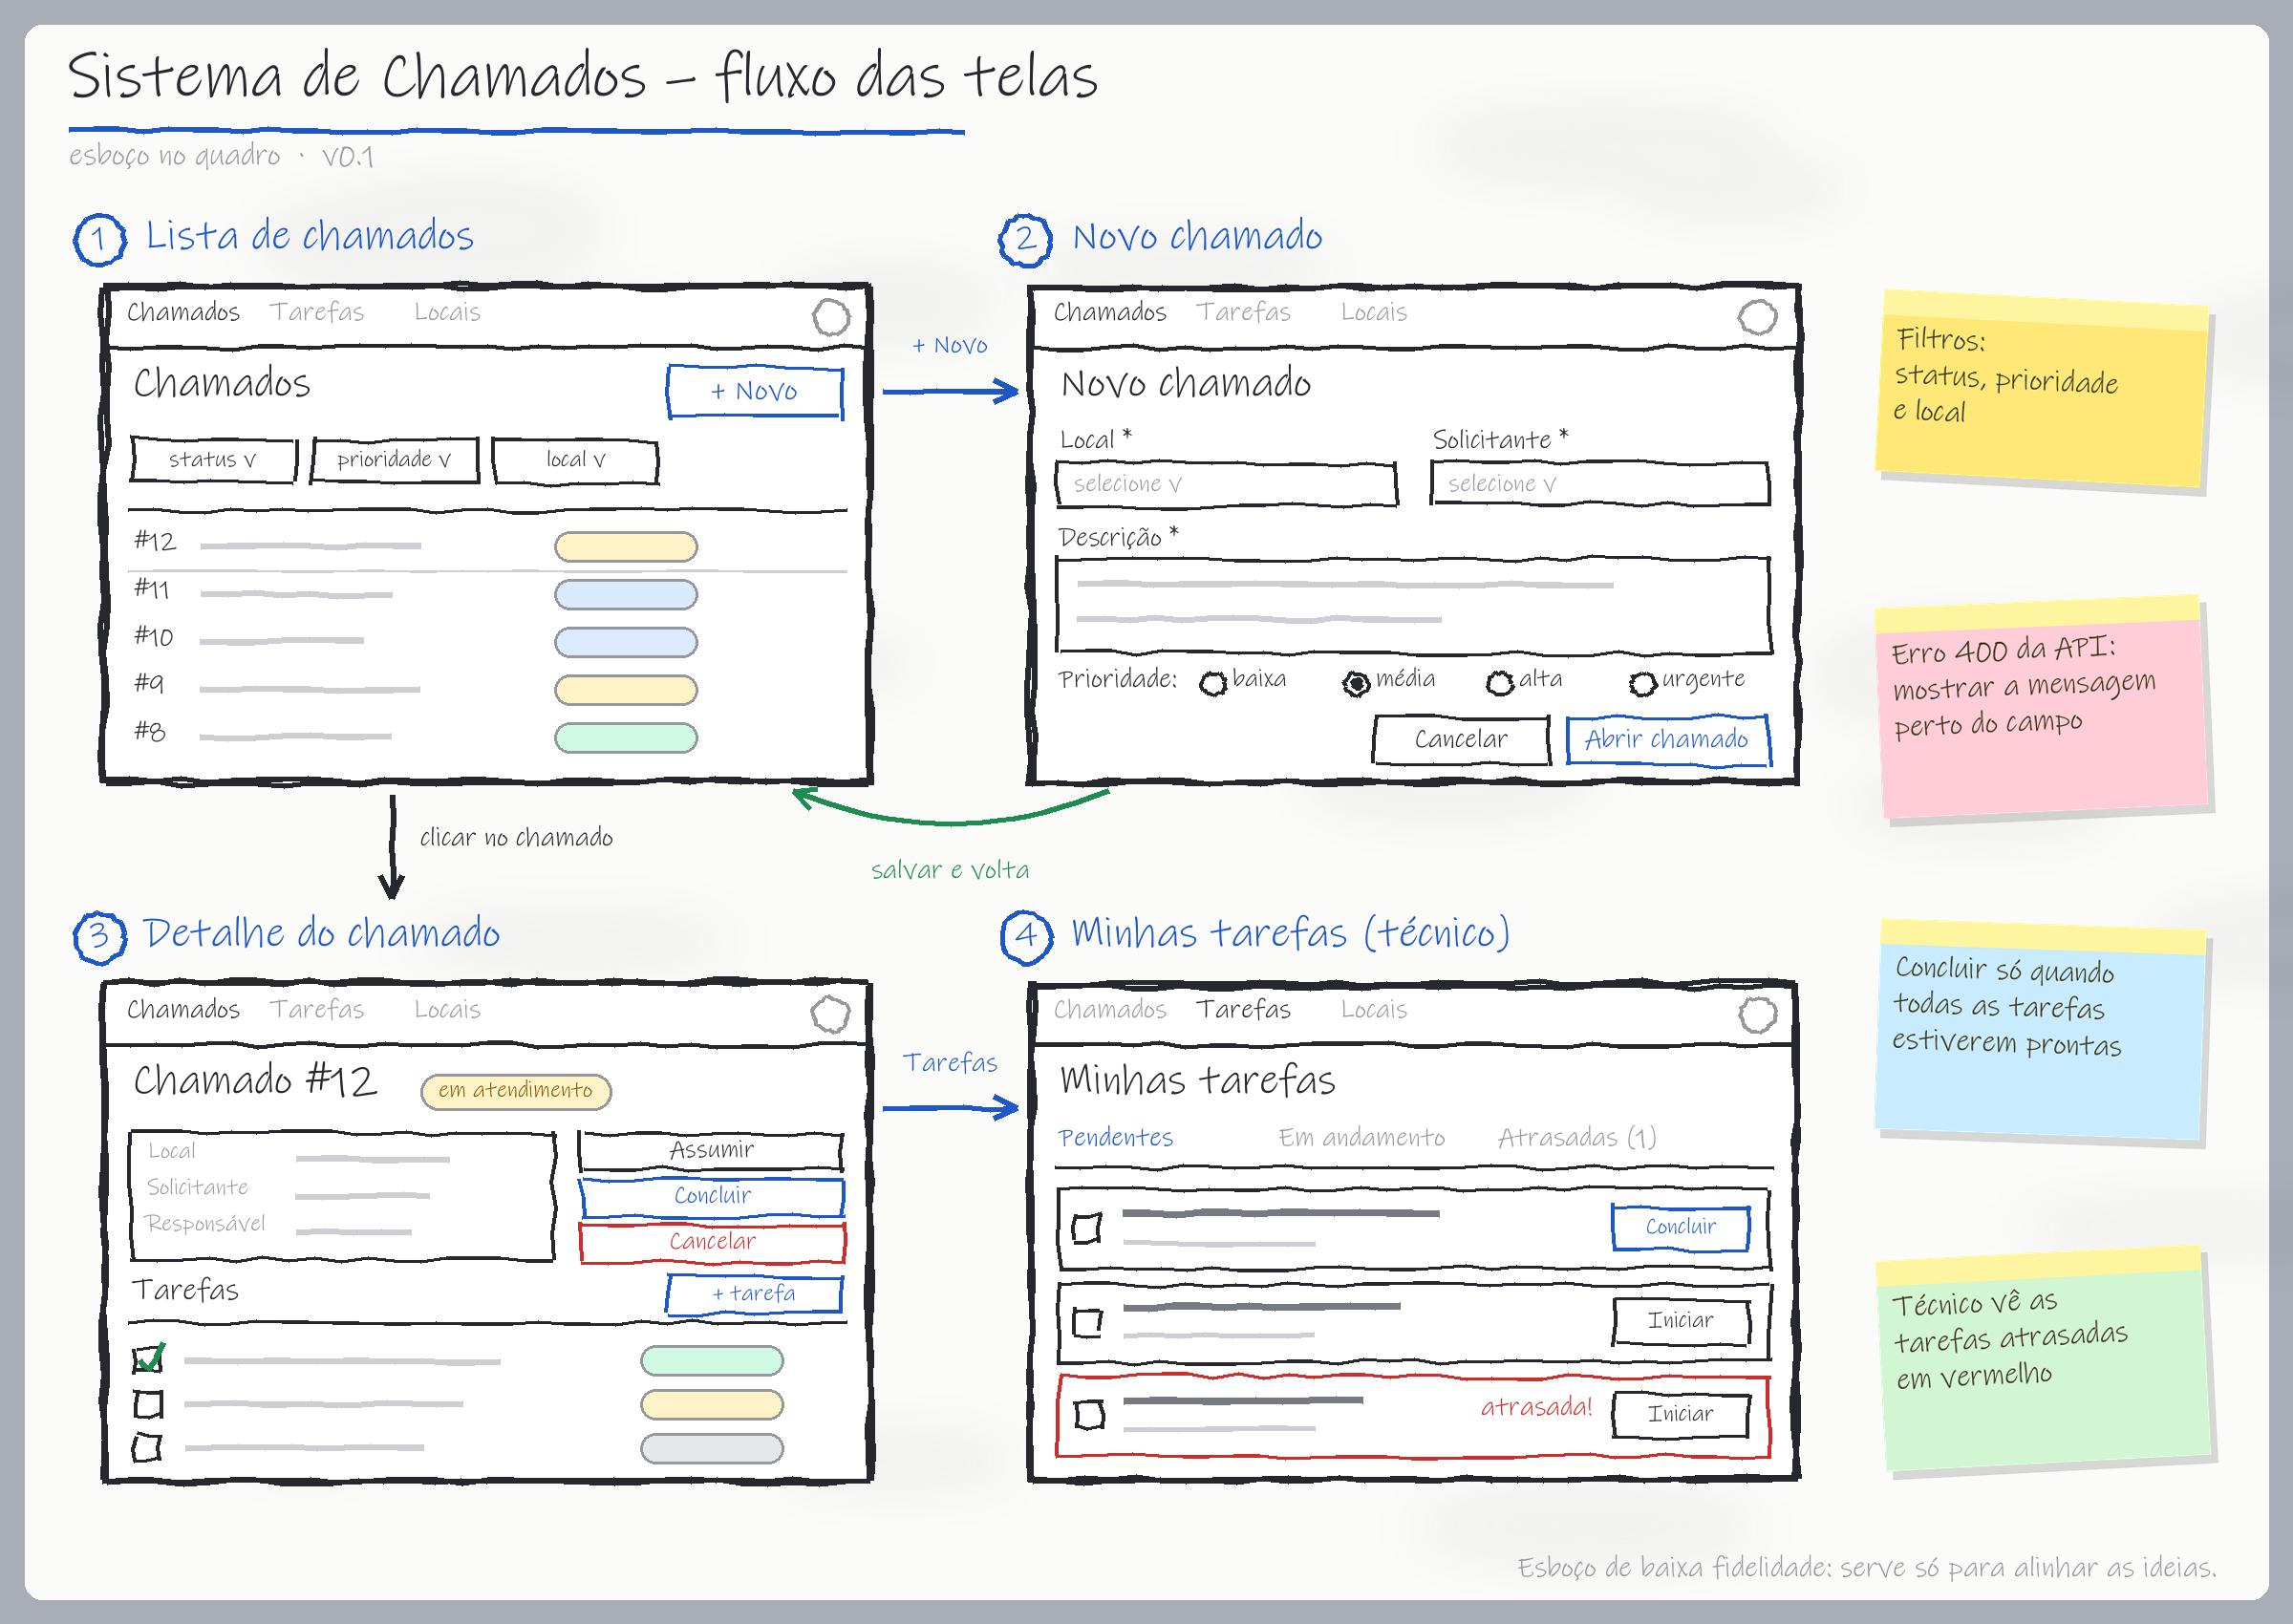 Sistema de Chamados – fluxo das telas
esboço no quadro · v0.1
1 Lista de chamados
Chamados Tarefas Locais
Chamados
+ Novo
status v prioridade v local v
#12
#11
#10
#9
#8
+ Novo
2 Novo chamado
Chamados Tarefas Locais
Novo chamado
Local * Solicitante *
selecione v selecione v
Descrição *
Prioridade: baixa média alta urgente
Cancelar Abrir chamado
clicar no chamado
salvar e volta
3 Detalhe do chamado
Chamados Tarefas Locais
Chamado #12 em atendimento
Local
Solicitante
Responsável
Assumir
Concluir
Cancelar
Tarefas + tarefa
Tarefas
4 Minhas tarefas (técnico)
Chamados Tarefas Locais
Minhas tarefas
Pendentes Em andamento Atrasadas (1)
Concluir
Iniciar
atrasada! Iniciar
Filtros:
status, prioridade
e local
Erro 400 da API:
mostrar a mensagem
perto do campo
Concluir só quando
todas as tarefas
estiverem prontas
Técnico vê as
tarefas atrasadas
em vermelho
Esboço de baixa fidelidade: serve só para alinhar as ideias.